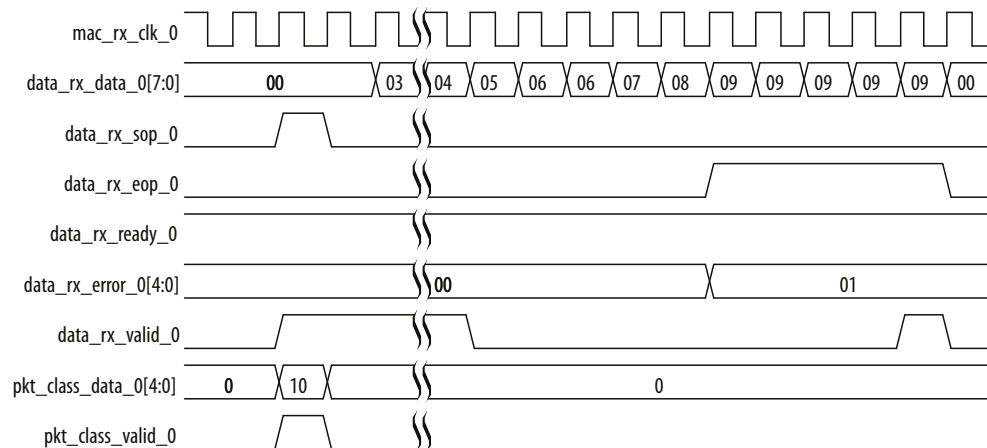 mac_rx_clk_0
data_rx_data_0[7:0] 00 03 04 05 06 06 07 08 09 09 09 09 09 00
data_rx_sop_0
data_rx_eop_0
data_rx_ready_0
data_rx_error_0[4:0] 00 01
data_rx_valid_0
pkt_class_data_0[4:0] 0 10 0
pkt_class_valid_0